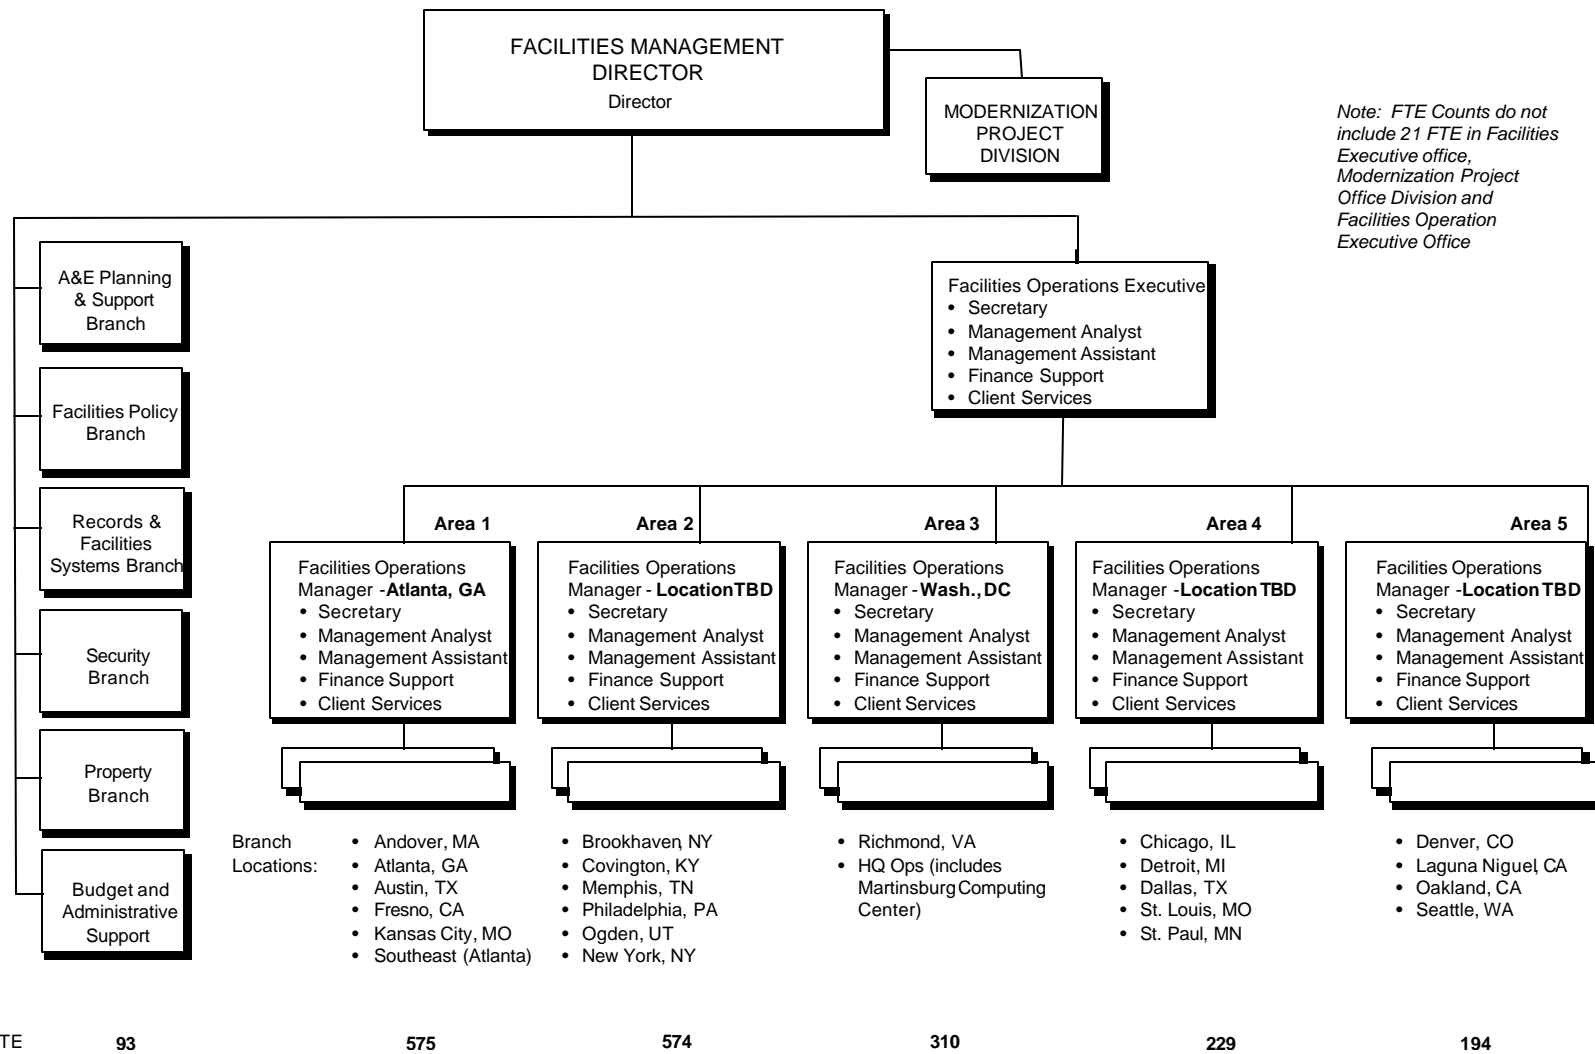 FACILITIES MANAGEMENT
DIRECTOR
Director
MODERNIZATION
PROJECT
DIVISION
Note: FTE Counts do not
include 21 FTE in Facilities
Executive office,
Modernization Project
Office Division and
Facilities Operation
Executive Office
A&E Planning
& Support
Branch
Facilities Policy
Branch
Records &
Facilities
Systems Branch
Security
Branch
Property
Branch
Budget and
Administrative
Support
Facilities Operations Executive
• Secretary
• Management Analyst
• Management Assistant
• Finance Support
• Client Services
Area 1
Facilities Operations
Manager -Atlanta, GA
• Secretary
• Management Analyst
• Management Assistant
• Finance Support
• Client Services
Area 2
Facilities Operations
Manager - Location TBD
• Secretary
• Management Analyst
• Management Assistant
• Finance Support
• Client Services
Area 3
Facilities Operations
Manager - Wash., DC
• Secretary
• Management Analyst
• Management Assistant
• Finance Support
• Client Services
Area 4
Facilities Operations
Manager -Location TBD
• Secretary
• Management Analyst
• Management Assistant
• Finance Support
• Client Services
Area 5
Facilities Operations
Manager -Location TBD
• Secretary
• Management Analyst
• Management Assistant
• Finance Support
• Client Services
Branch
Locations:
• Andover, MA
• Atlanta, GA
• Austin, TX
• Fresno, CA
• Kansas City, MO
• Southeast (Atlanta)
• Brookhaven, NY
• Covington, KY
• Memphis, TN
• Philadelphia, PA
• Ogden, UT
• New York, NY
• Richmond, VA
• HQ Ops (includes
Martinsburg Computing
Center)
• Chicago, IL
• Detroit, MI
• Dallas, TX
• St. Louis, MO
• St. Paul, MN
• Denver, CO
• Laguna Niguel, CA
• Oakland, CA
• Seattle, WA
TE 93 575 574 310 229 194